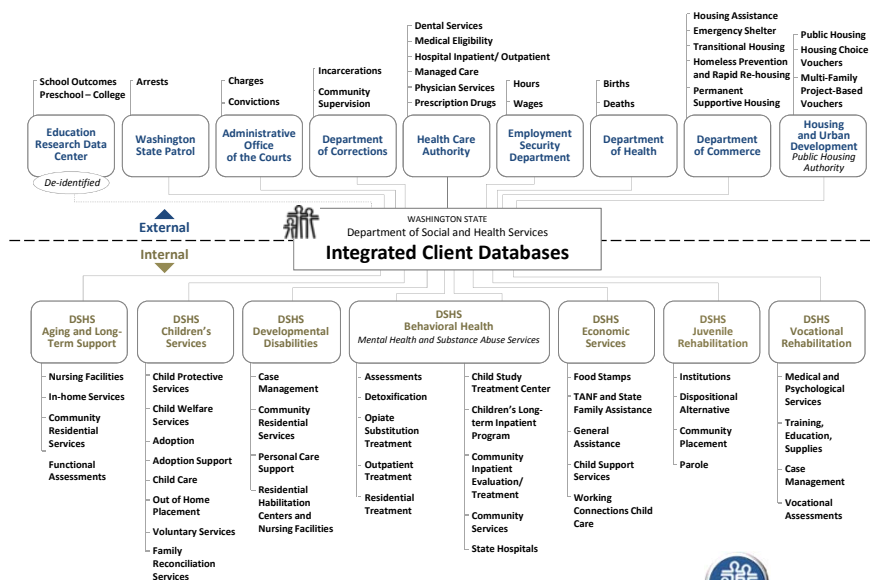 School Outcomes
Preschool – College
Arrests
Charges
Convictions
Incarcerations
Community
Supervision
Dental Services
Medical Eligibility
Hospital Inpatient/ Outpatient
Managed Care
Physician Services
Prescription Drugs
Hours
Wages
Births
Deaths
Housing Assistance
Emergency Shelter
Transitional Housing
Homeless Prevention
and Rapid Re-housing
Permanent
Supportive Housing
Public Housing
Housing Choice
Vouchers
Multi-Family
Project-Based
Vouchers
Education
Research Data
Center
De-identified
Washington
State Patrol
Administrative
Office
of the Courts
Department
of Corrections
Health Care
Authority
Employment
Security
Department
Department
of Health
Department
of Commerce
Housing
and Urban
Development
Public Housing
Authority
External
Internal
WASHINGTON STATE
Department of Social and Health Services
Integrated Client Databases
DSHS
Aging and Long-
Term Support
Nursing Facilities
In-home Services
Community
Residential
Services
Functional
Assessments
DSHS
Children's
Services
Child Protective
Services
Child Welfare
Services
Adoption
Adoption Support
Child Care
Out of Home
Placement
Voluntary Services
Family
Reconciliation
Services
DSHS
Developmental
Disabilities
Case
Management
Community
Residential
Services
Personal Care
Support
Residential
Habilitation
Centers and
Nursing Facilities
DSHS
Behavioral Health
Mental Health and Substance Abuse Services
Assessments
Detoxification
Opiate
Substitution
Treatment
Outpatient
Treatment
Residential
Treatment
Child Study
Treatment Center
Children's Long-
term Inpatient
Program
Community
Inpatient
Evaluation/
Treatment
Community
Services
State Hospitals
DSHS
Economic
Services
Food Stamps
TANF and State
Family Assistance
General
Assistance
Child Support
Services
Working
Connections Child
Care
DSHS
Juvenile
Rehabilitation
Institutions
Dispositional
Alternative
Community
Placement
Parole
DSHS
Vocational
Rehabilitation
Medical and
Psychological
Services
Training,
Education,
Supplies
Case
Management
Vocational
Assessments